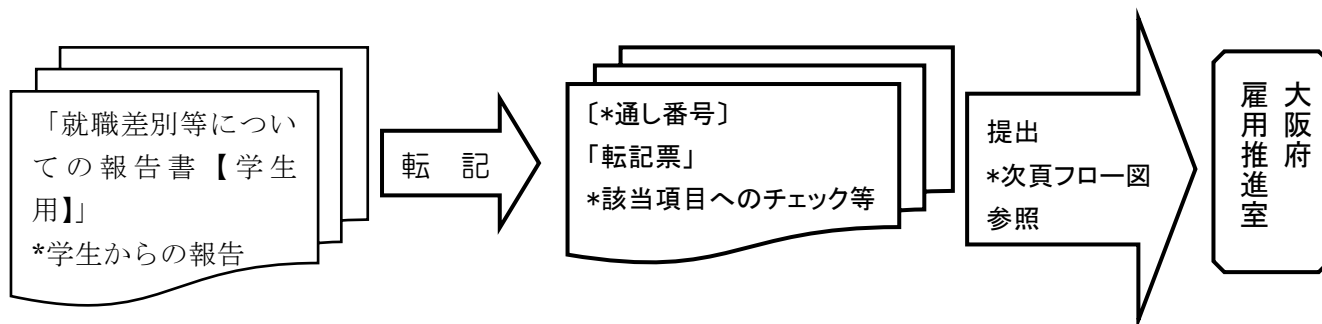 「就職差別等につい
ての報告書【学生
用】」
*学生からの報告
転 記
〔*通し番号〕
「転記票」
*該当項目へのチェック等
提出
*次頁フロー図
参照
大阪府
雇用推進室